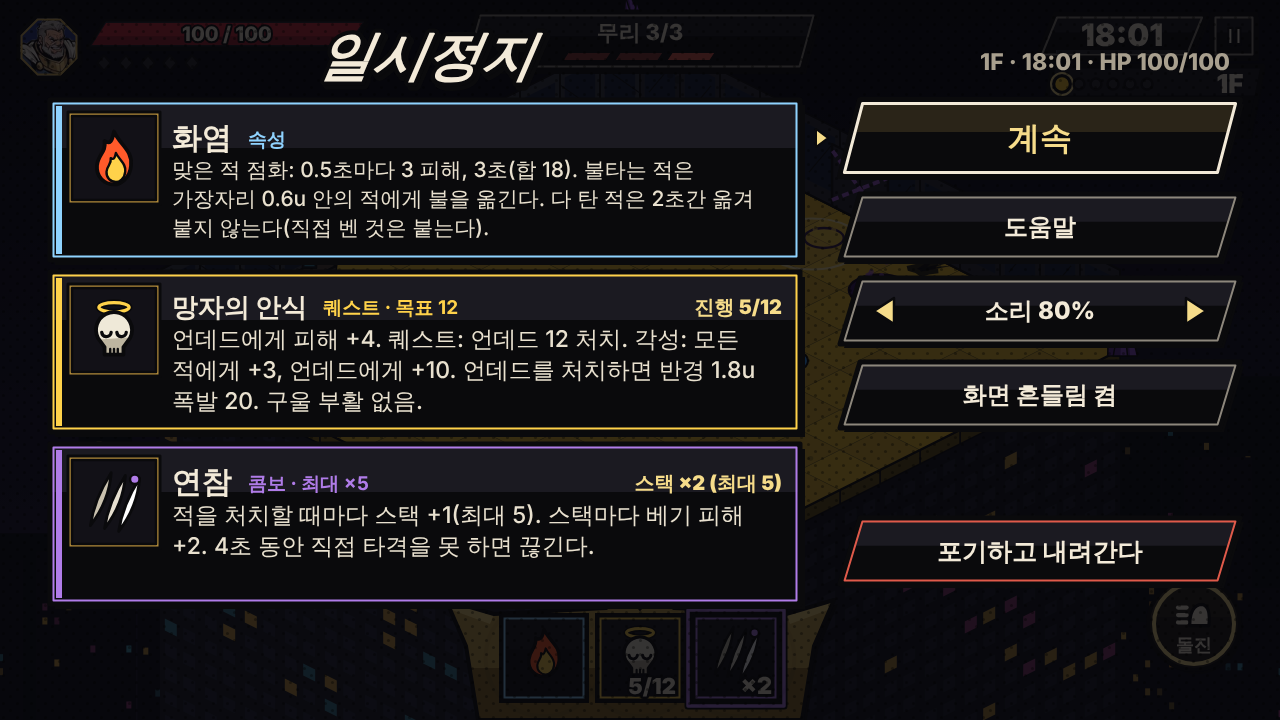 100 / 100
무리 3/3
18:01
일시정지
1F · 18:01 · HP 100/100
1F
화염 속성
맞은 적 점화: 0.5초마다 3 피해, 3초(합 18). 불타는 적은
가장자리 0.6u 안의 적에게 불을 옮긴다. 다 탄 적은 2초간 옮겨
붙지 않는다(직접 벤 것은 붙는다).
망자의 안식 퀘스트 · 목표 12 진행 5/12
언데드에게 피해 +4. 퀘스트: 언데드 12 처치. 각성: 모든
적에게 +3, 언데드에게 +10. 언데드를 처치하면 반경 1.8u
폭발 20. 구울 부활 없음.
연참 콤보 · 최대 ×5 스택 ×2 (최대 5)
적을 처치할 때마다 스택 +1(최대 5). 스택마다 베기 피해
+2. 4초 동안 직접 타격을 못 하면 끊긴다.
계속
도움말
소리 80%
화면 흔들림 켬
포기하고 내려간다
5/12
×2
돌진